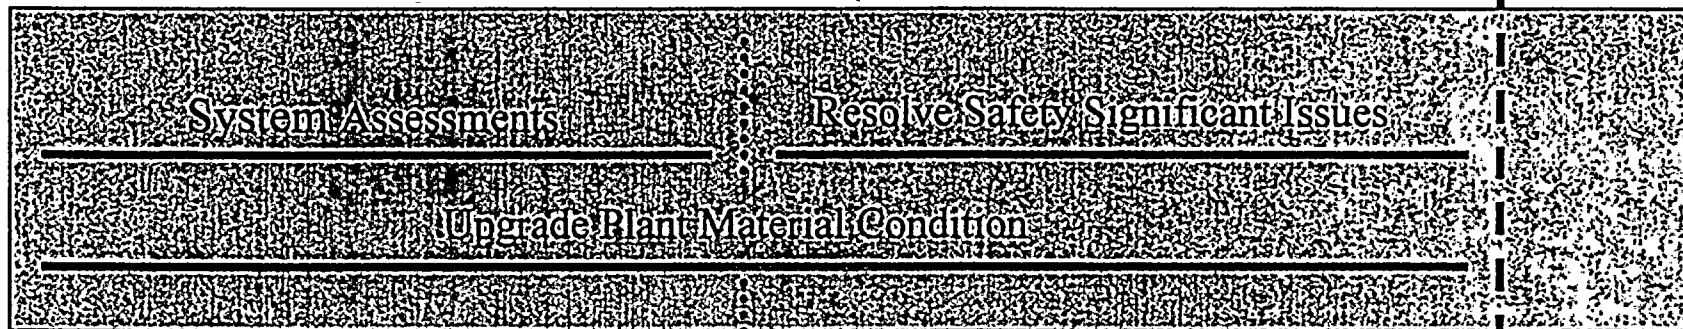 System Assessments
Resolve Safety Significant Issues
Upgrade Plant Material Condition